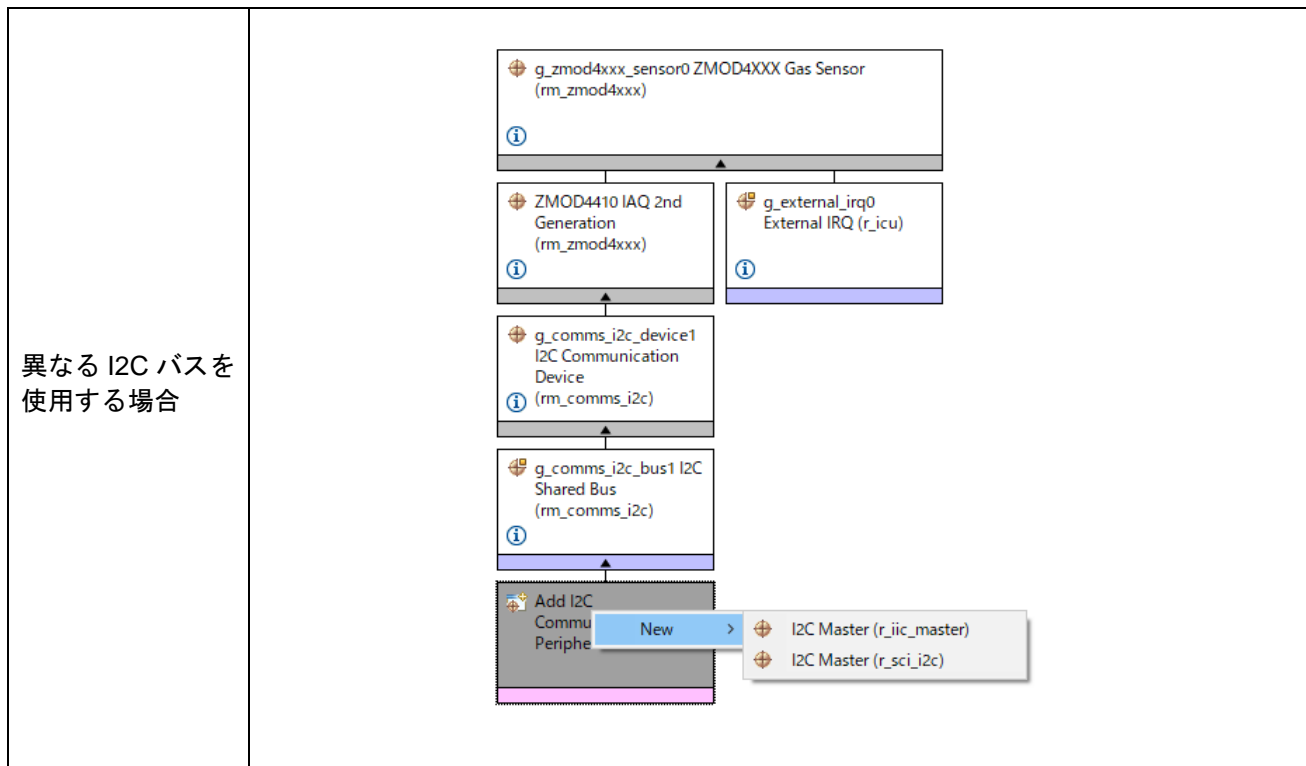 異なる I2C バスを
使用する場合
g_zmod4xxx_sensor0 ZMOD4XXX Gas Sensor
(rm_zmod4xxx)
ZMOD4410 IAQ 2nd
Generation
(rm_zmod4xxx)
g_external_irq0
External IRQ (r_icu)
g_comms_i2c_device1
I2C Communication
Device
(rm_comms_i2c)
g_comms_i2c_bus1 I2C
Shared Bus
(rm_comms_i2c)
Add I2C
New
I2C Master (r_iic_master)
I2C Master (r_sci_i2c)